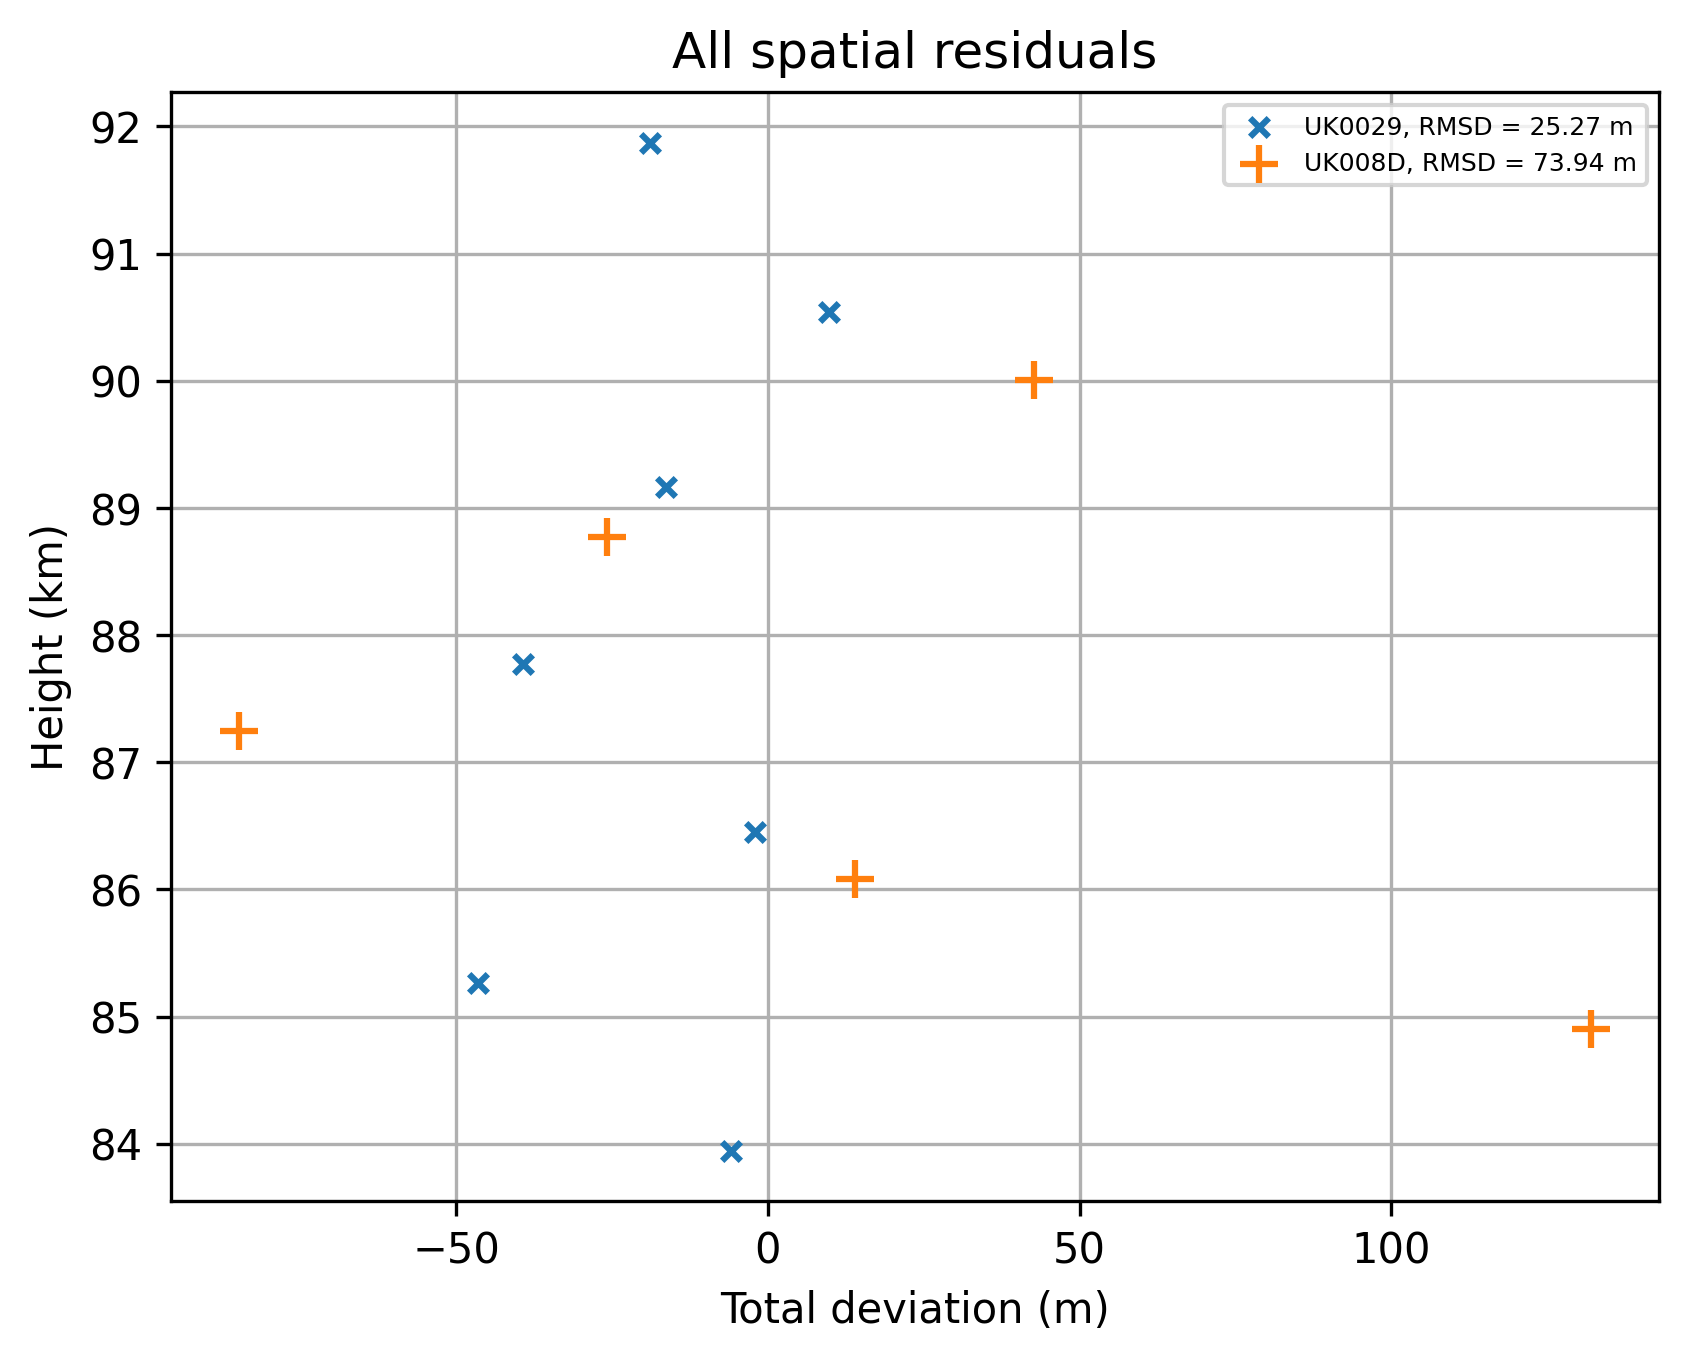 All spatial residuals
UK0029, RMSD = 25.27 m
UK008D, RMSD = 73.94 m
92
91
90
89
88
87
86
85
84
Height (km)
−50
0
50
100
Total deviation (m)